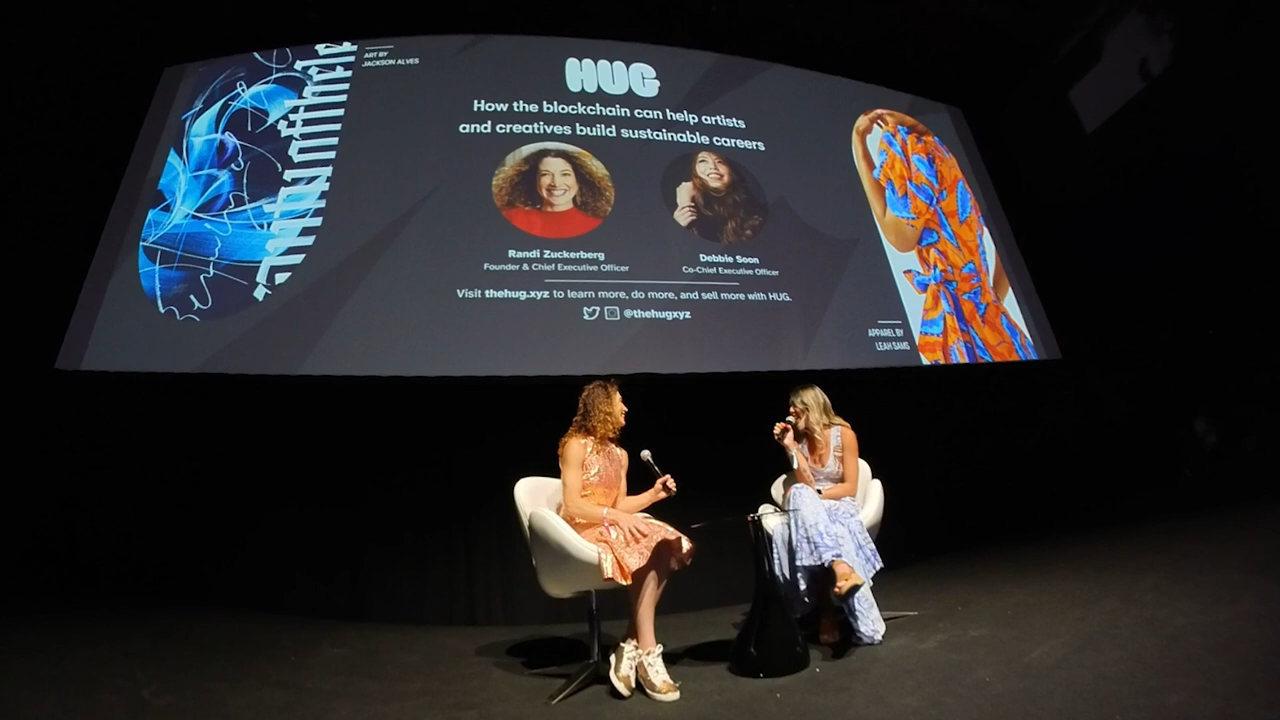 ART BY
JACKSON ALVES
HUG
How the blockchain can help artists
and creatives build sustainable careers
Randi Zuckerberg
Founder & Chief Executive Officer
Debbie Soon
Co-Chief Executive Officer
Visit thehug.xyz to learn more, do more, and sell more with HUG.
@thehugxyz
APPAREL BY
LEAH SAMS